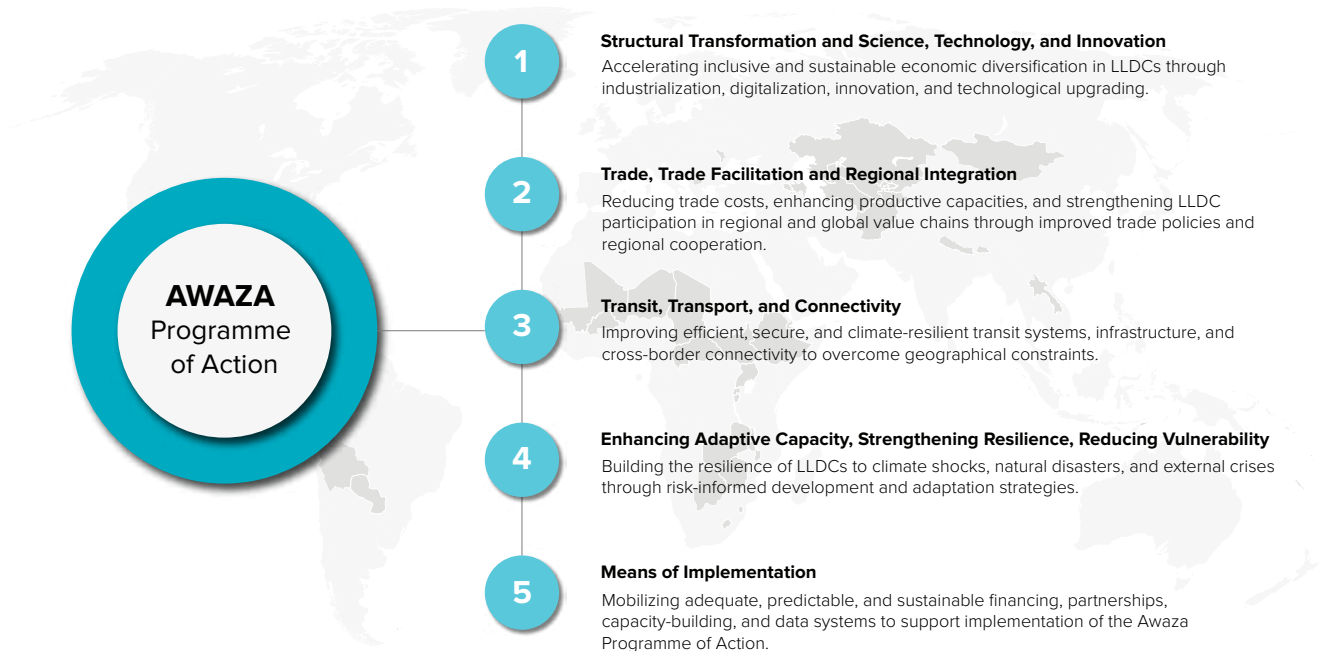 AWAZA
Programme
of Action
1
Structural Transformation and Science, Technology, and Innovation
Accelerating inclusive and sustainable economic diversification in LLDCs through
industrialization, digitalization, innovation, and technological upgrading.
2
Trade, Trade Facilitation and Regional Integration
Reducing trade costs, enhancing productive capacities, and strengthening LLDC
participation in regional and global value chains through improved trade policies and
regional cooperation.
3
Transit, Transport, and Connectivity
Improving efficient, secure, and climate-resilient transit systems, infrastructure, and
cross-border connectivity to overcome geographical constraints.
4
Enhancing Adaptive Capacity, Strengthening Resilience, Reducing Vulnerability
Building the resilience of LLDCs to climate shocks, natural disasters, and external crises
through risk-informed development and adaptation strategies.
5
Means of Implementation
Mobilizing adequate, predictable, and sustainable financing, partnerships,
capacity-building, and data systems to support implementation of the Awaza
Programme of Action.